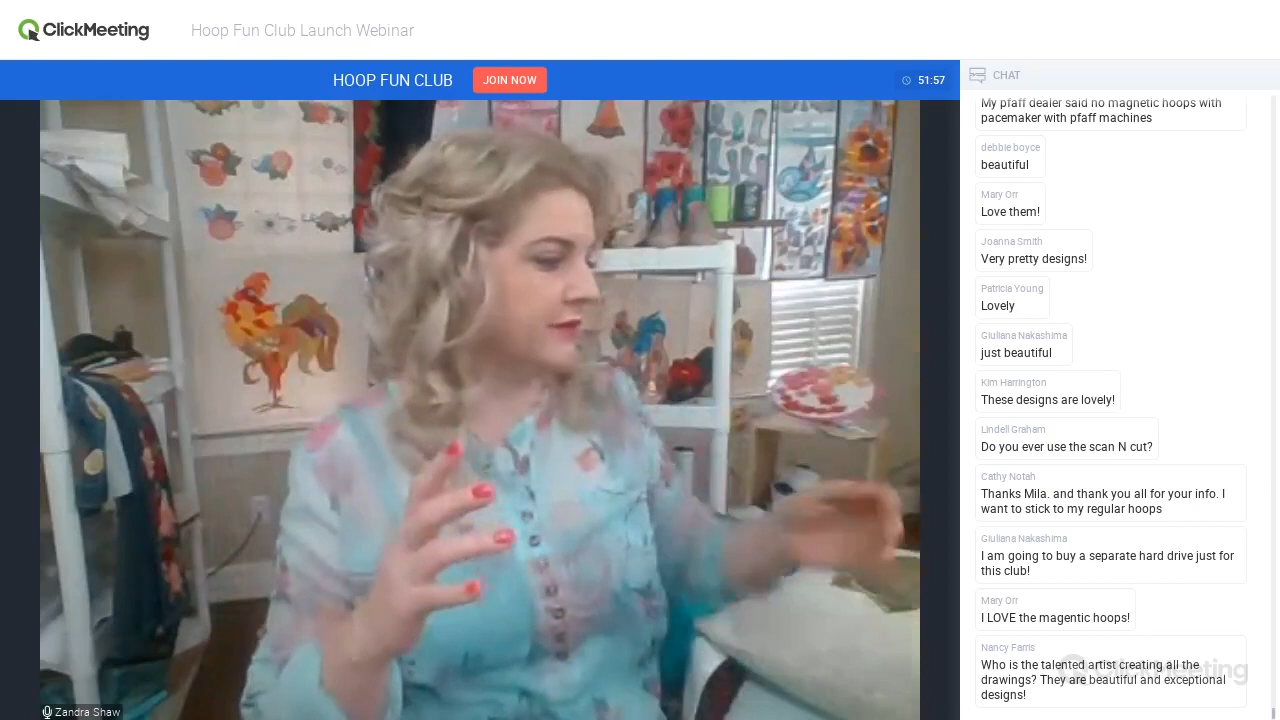 ClickMeeting
Hoop Fun Club Launch Webinar
HOOP FUN CLUB
JOIN NOW
51:57
CHAT
My pfaff dealer said no magnetic hoops with
pacemaker with pfaff machines
debbie boyce
beautiful
Mary Orr
Love them!
Joanna Smith
Very pretty designs!
Patricia Young
Lovely
Giuliana Nakashima
just beautiful
Kim Harrington
These designs are lovely!
Lindell Graham
Do you ever use the scan N cut?
Cathy Notah
Thanks Mila. and thank you all for your info. I
want to stick to my regular hoops
Giuliana Nakashima
I am going to buy a separate hard drive just for
this club!
Mary Orr
I LOVE the magentic hoops!
Nancy Farris
Who is the talented artist creating all the
drawings? They are beautiful and exceptional
designs!
ClickMeeting
Zandra Shaw